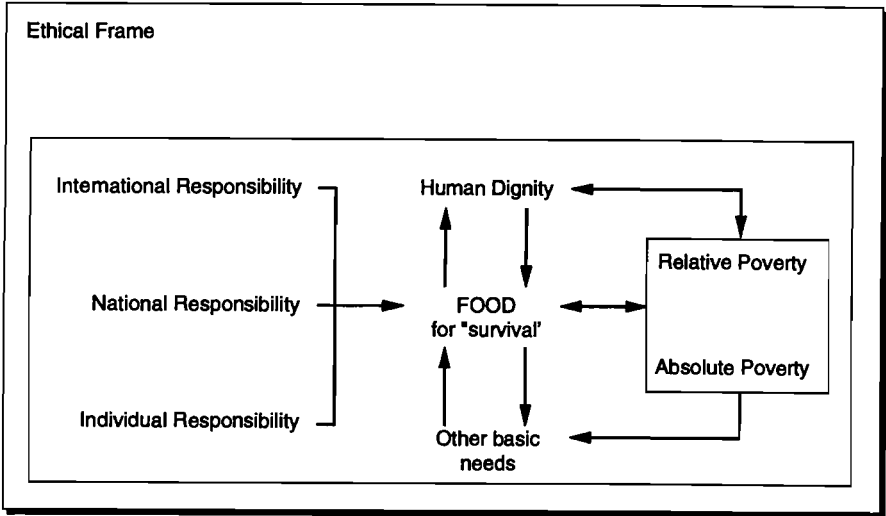 Ethical Frame
International Responsibility
National Responsibility
Individual Responsibility
Human Dignity
FOOD
for "survival'
Other basic
needs
Relative Poverty
Absolute Poverty